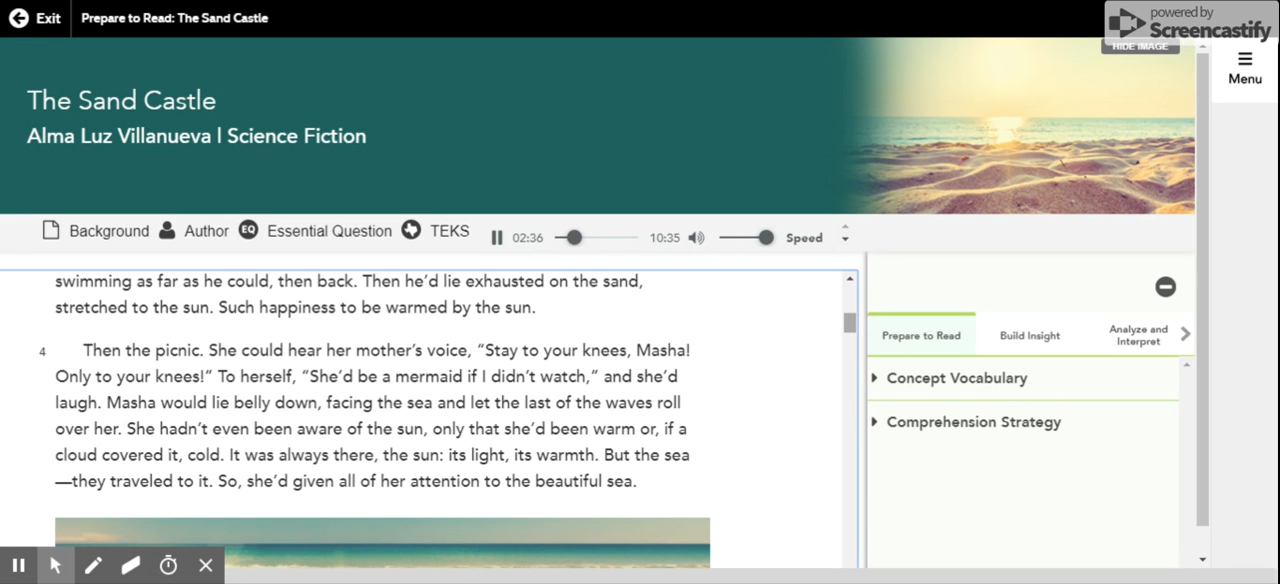 Exit
Prepare to Read: The Sand Castle
powered by
Screencastify
HIDE IMAGE
Menu
The Sand Castle
Alma Luz Villanueva | Science Fiction
Background
Author
EQ
Essential Question
TEKS
02:36
10:35
Speed
swimming as far as he could, then back. Then he’d lie exhausted on the sand,
stretched to the sun. Such happiness to be warmed by the sun.
4 Then the picnic. She could hear her mother’s voice, “Stay to your knees, Masha!
Only to your knees!” To herself, “She’d be a mermaid if I didn’t watch,” and she’d
laugh. Masha would lie belly down, facing the sea and let the last of the waves roll
over her. She hadn’t even been aware of the sun, only that she’d been warm or, if a
cloud covered it, cold. It was always there, the sun: its light, its warmth. But the sea
—they traveled to it. So, she’d given all of her attention to the beautiful sea.
Prepare to Read
Build Insight
Analyze and
Interpret
Concept Vocabulary
Comprehension Strategy